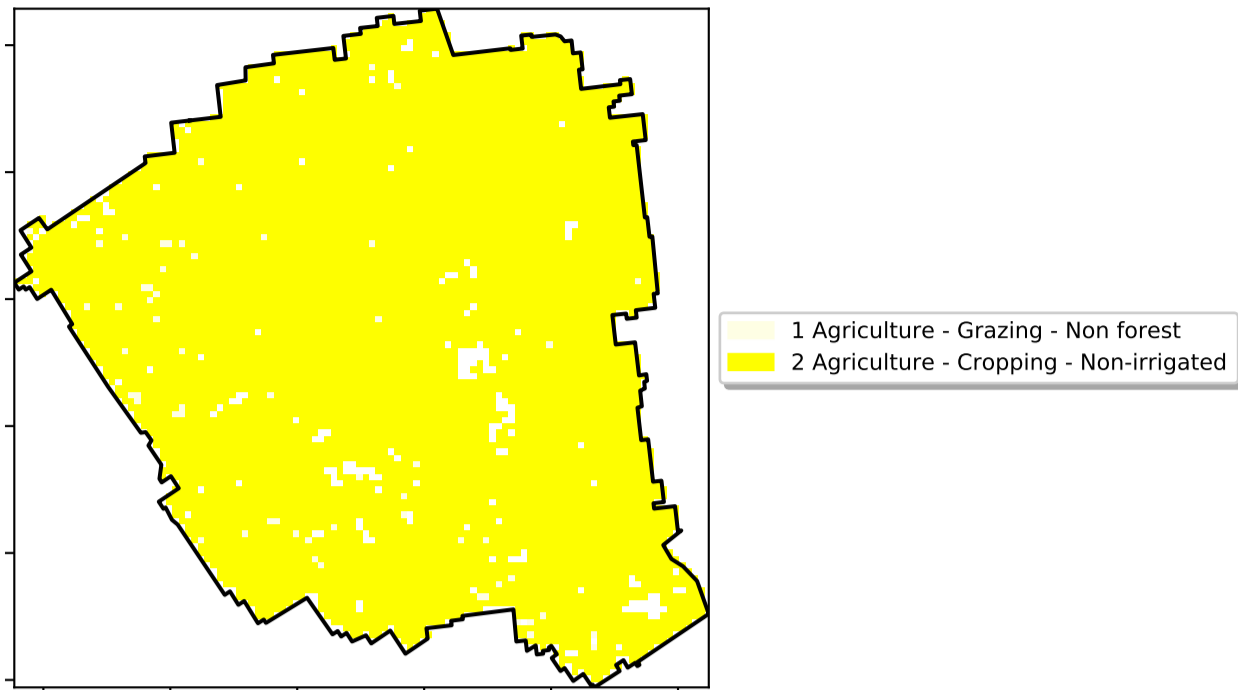 1 Agriculture - Grazing - Non forest
2 Agriculture - Cropping - Non-irrigated